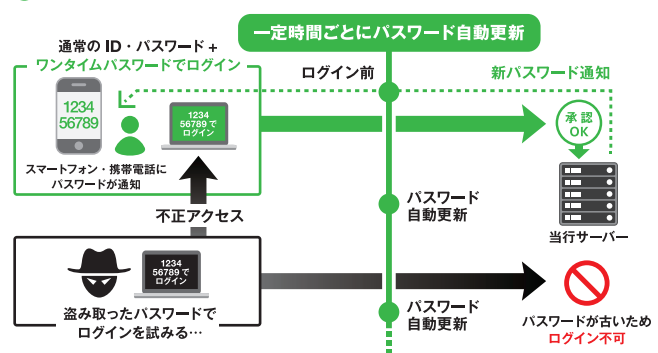 一定時間ごとにパスワード自動更新
通常の ID・パスワード +
ワンタイムパスワードでログイン
ログイン前
新パスワード通知
1234
56789
1234
56789 で
ログイン
承認
OK
スマートフォン・携帯電話に
パスワードが通知
不正アクセス
パスワード
自動更新
当行サーバー
1234
56789 で
ログイン
盗み取ったパスワードで
ログインを試みる…
パスワード
自動更新
パスワードが古いため
ログイン不可